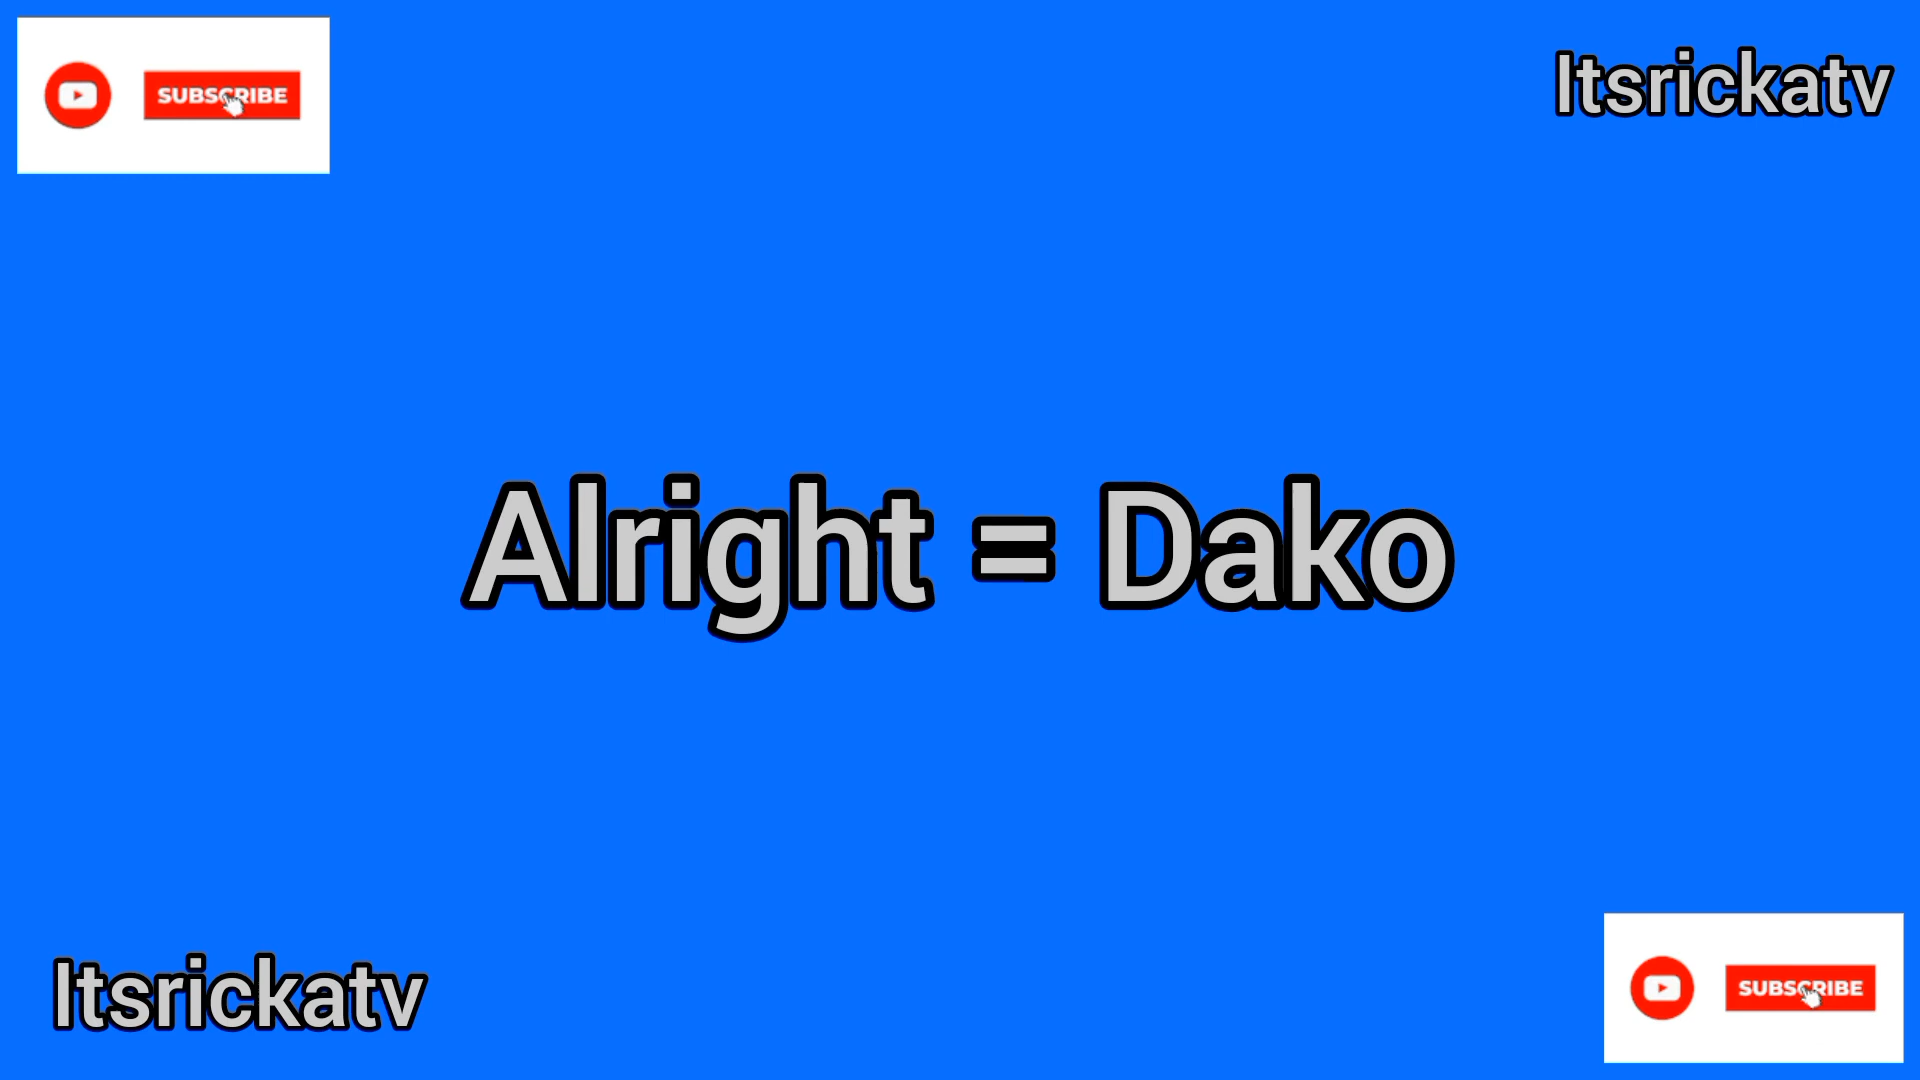 SUBSCRIBE
Itsrickatv
Alright = Dako
Itsrickatv
SUBSCRIBE